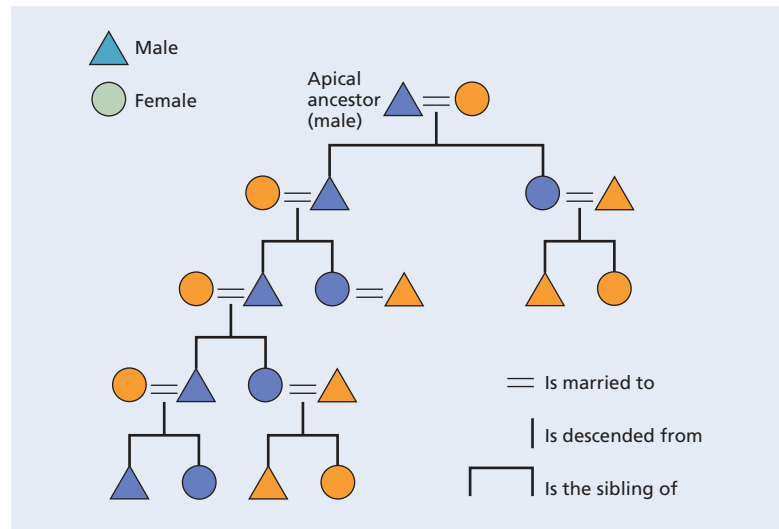 Male
Female
Apical
ancestor
(male)
Is married to
Is descended from
Is the sibling of